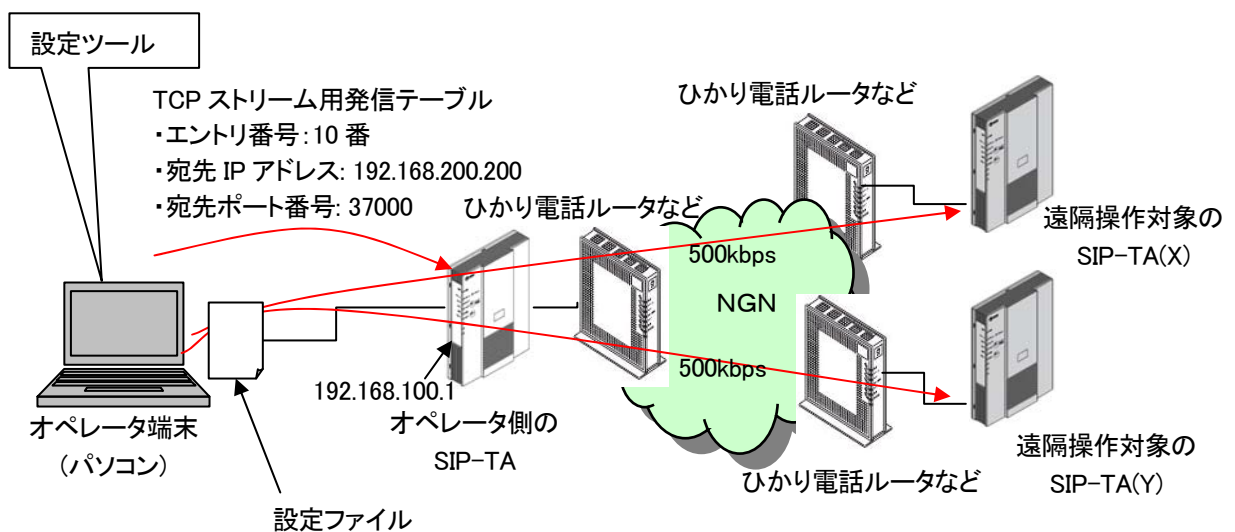 設定ツール
TCP ストリーム用発信テーブル
・エントリ番号：10 番
・宛先 IP アドレス: 192.168.200.200
・宛先ポート番号: 37000
ひかり電話ルータなど
ひかり電話ルータなど
遠隔操作対象の
SIP-TA(X)
500kbps
NGN
500kbps
192.168.100.1
オペレータ端末
（パソコン）
オペレータ側の
SIP-TA
遠隔操作対象の
SIP-TA(Y)
ひかり電話ルータなど
設定ファイル